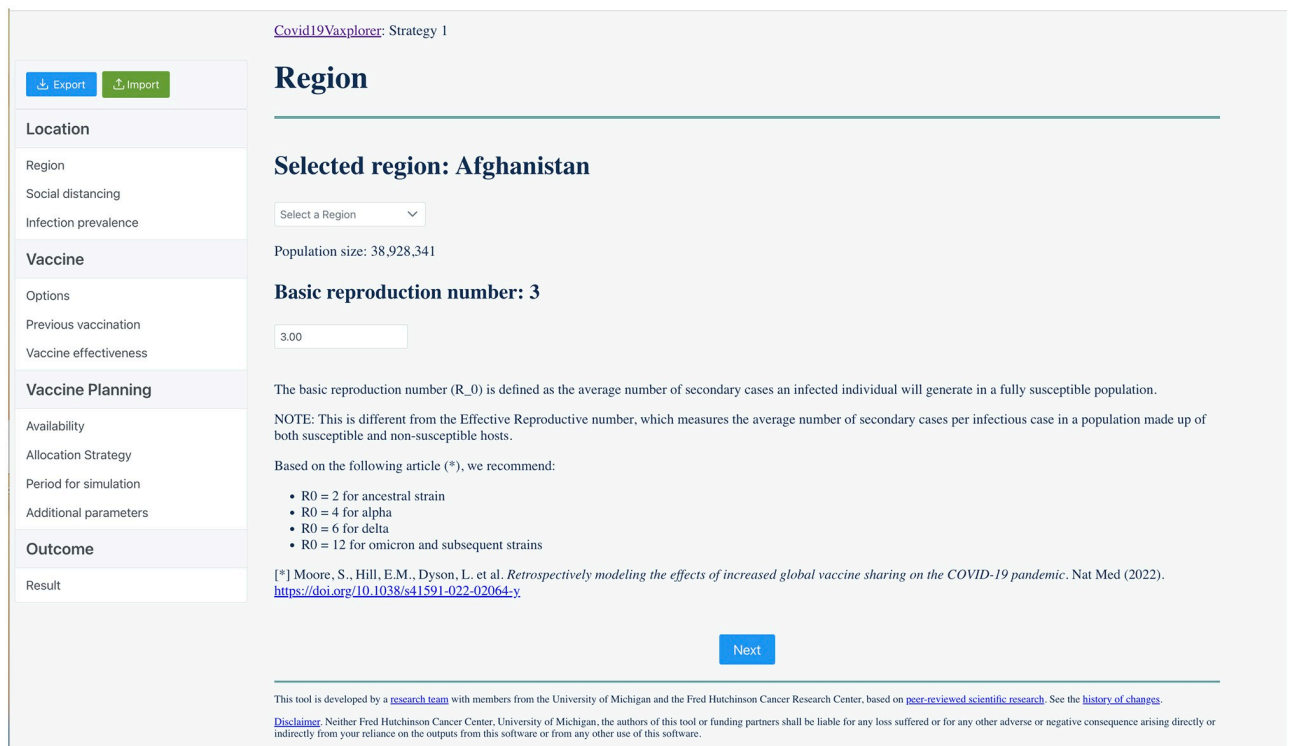 Covid19Vaxplorer: Strategy 1
Export
Import
Location
Region
Social distancing
Infection prevalence
Vaccine
Options
Previous vaccination
Vaccine effectiveness
Vaccine Planning
Availability
Allocation Strategy
Period for simulation
Additional parameters
Outcome
Result
Region
Selected region: Afghanistan
Select a Region
Population size: 38,928,341
Basic reproduction number: 3
3.00
The basic reproduction number (R_0) is defined as the average number of secondary cases an infected individual will generate in a fully susceptible population.
NOTE: This is different from the Effective Reproductive number, which measures the average number of secondary cases per infectious case in a population made up of
both susceptible and non-susceptible hosts.
Based on the following article (*), we recommend:
• R0 = 2 for ancestral strain
• R0 = 4 for alpha
• R0 = 6 for delta
• R0 = 12 for omicron and subsequent strains
[*] Moore, S., Hill, E.M., Dyson, L. et al. Retrospectively modeling the effects of increased global vaccine sharing on the COVID-19 pandemic. Nat Med (2022).
https://doi.org/10.1038/s41591-022-02064-y
Next
This tool is developed by a research team with members from the University of Michigan and the Fred Hutchinson Cancer Research Center, based on peer-reviewed scientific research. See the history of changes.
Disclaimer. Neither Fred Hutchinson Cancer Center, University of Michigan, the authors of this tool or funding partners shall be liable for any loss suffered or for any other adverse or negative consequence arising directly or
indirectly from your reliance on the outputs from this software or from any other use of this software.